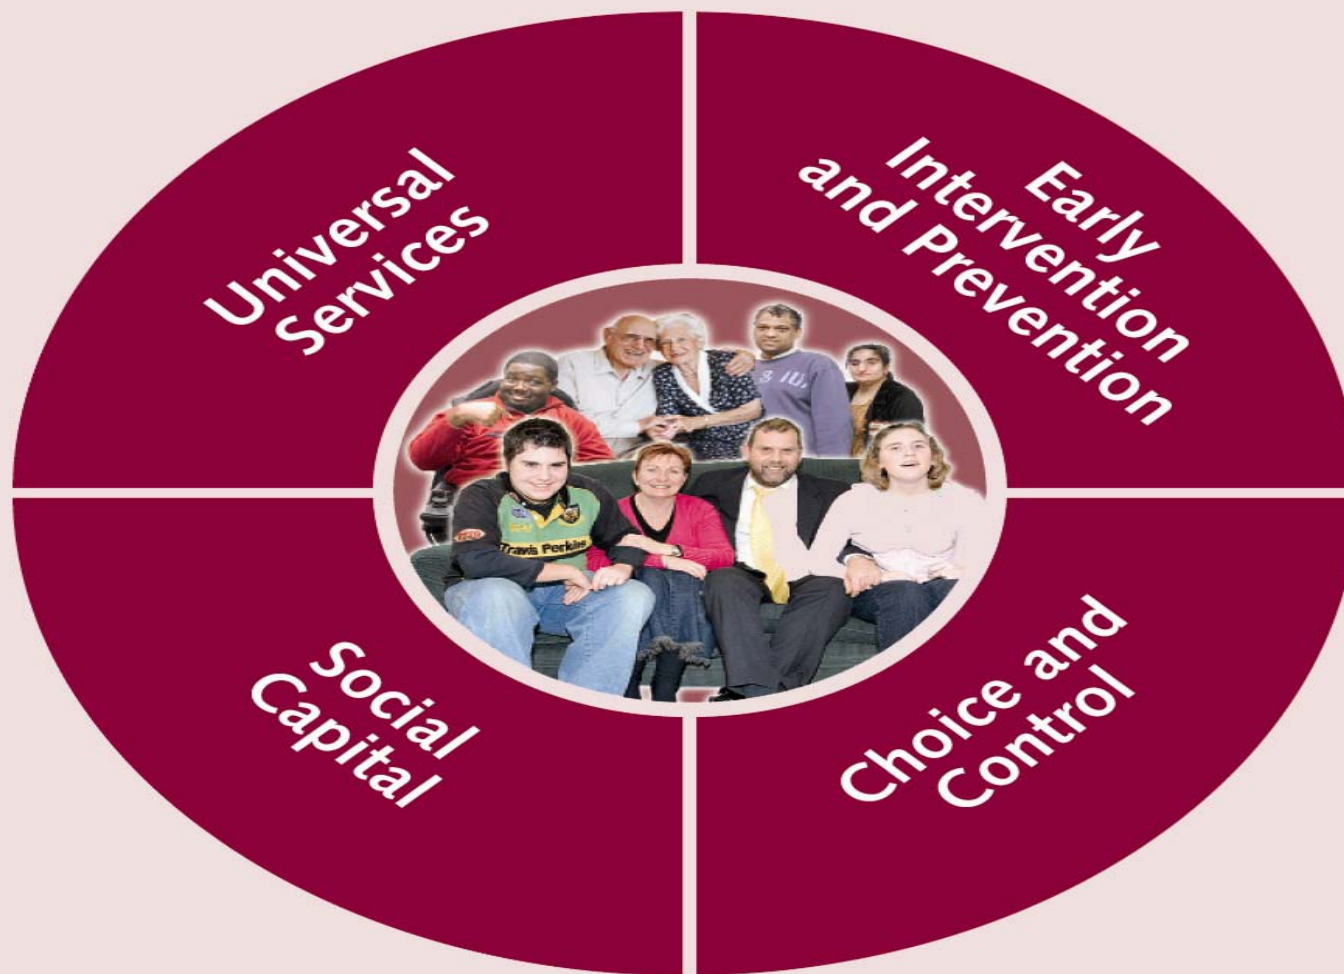 Universal
Services
Early
Intervention
and Prevention
Travis Perkins
Social
Capital
Choice and
Control